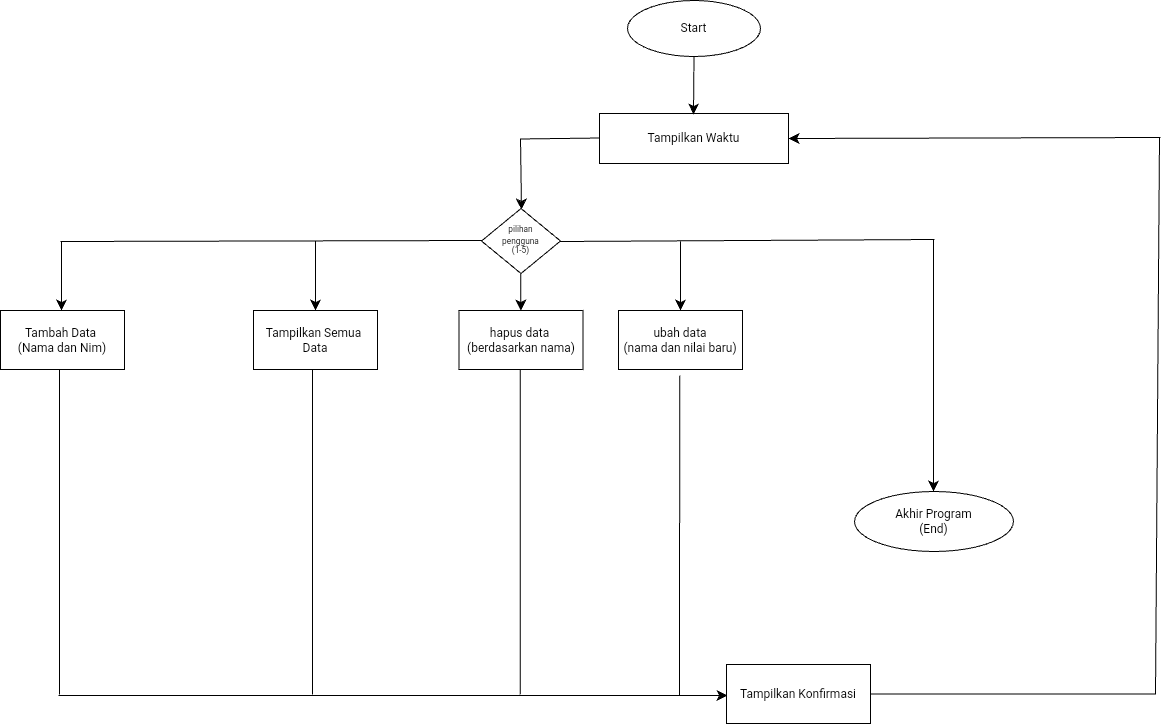 Start
Tampilkan Waktu
pilihan
pengguna
(1-5)
Tambah Data
(Nama dan Nim)
Tampilkan Semua
Data
hapus data
(berdasarkan nama)
ubah data
(nama dan nilai baru)
Akhir Program
(End)
Tampilkan Konfirmasi